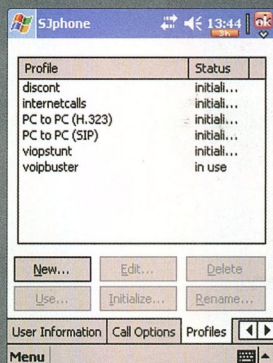 SJphone 13:44 ok
3h
Profile Status
discont initiali...
internetcalls initiali...
PC to PC (H.323) initiali...
PC to PC (SIP) initiali...
viopstunt initiali...
voipbuster in use
New... Edit... Delete
Use... Initialize... Rename...
User Information Call Options Profiles
Menu